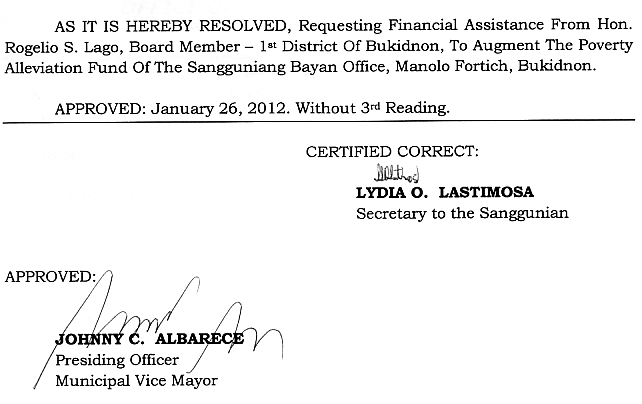 AS IT IS HEREBY RESOLVED, Requesting Financial Assistance From Hon.
Rogelio S. Lago, Board Member – 1st District Of Bukidnon, To Augment The Poverty
Alleviation Fund Of The Sangguniang Bayan Office, Manolo Fortich, Bukidnon.
APPROVED: January 26, 2012. Without 3rd Reading.
CERTIFIED CORRECT:
LYDIA O. LASTIMOSA
Secretary to the Sanggunian
APPROVED:
JOHNNY C. ALBARECE
Presiding Officer
Municipal Vice Mayor